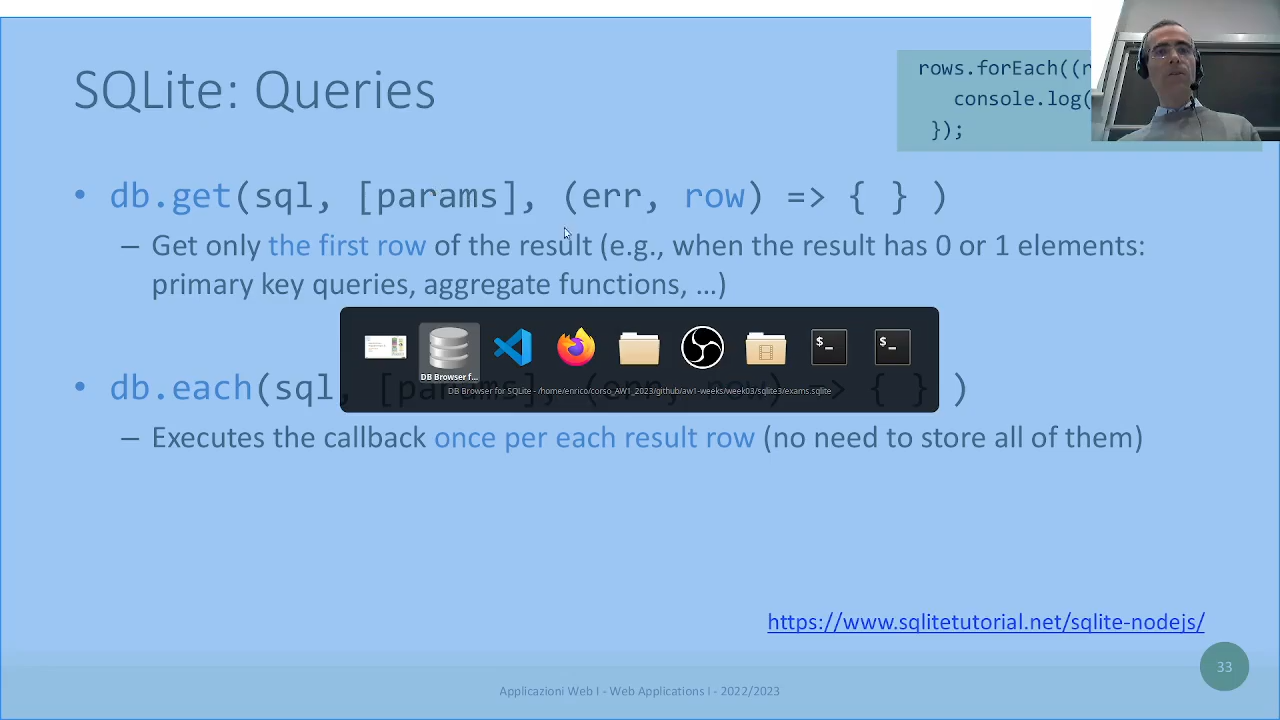 SQLite: Queries
rows.forEach((
console.log(
});
• db.get(sql, [params], (err, row) => { } )
– Get only the first row of the result (e.g., when the result has 0 or 1 elements:
primary key queries, aggregate functions, …)
DB Browser f...
DB Browser for SQLite - /home/enrico/corso_AW1_2023/github/aw1-weeks/week03/sqlite3/exams.sqlite
• db.each(sql, [params], (err, row) => { } )
– Executes the callback once per each result row (no need to store all of them)
https://www.sqlitetutorial.net/sqlite-nodejs/
33
Applicazioni Web I - Web Applications I - 2022/2023